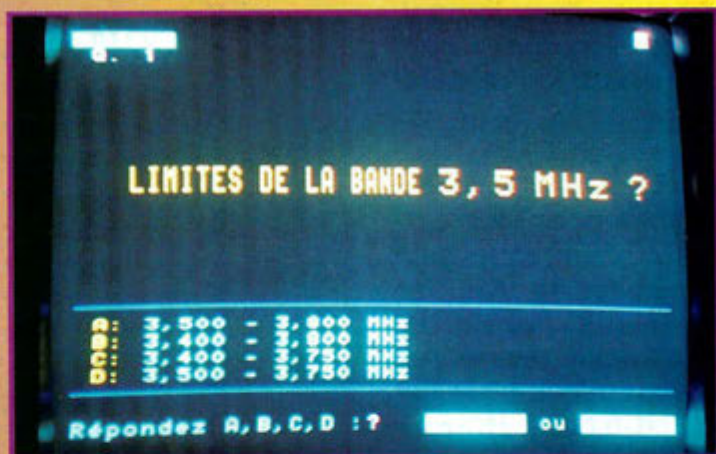 Q. 1
LIMITES DE LA BANDE 3,5 MHz ?
A: 3,500 - 3,800 MHz
B: 3,400 - 3,800 MHz
C: 3,400 - 3,750 MHz
D: 3,500 - 3,750 MHz
Répondez A,B,C,D :? ou